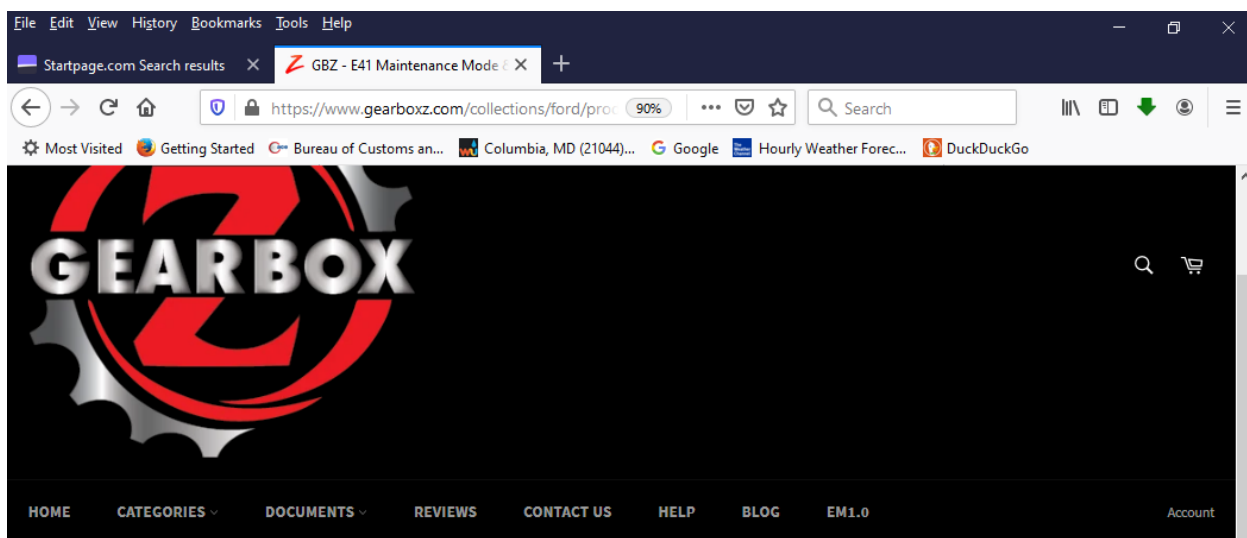 File Edit View History Bookmarks Tools Help
Startpage.com Search results GBZ - E41 Maintenance Mode
https://www.gearboxz.com/collections/ford/pro 90% Search
Most Visited Getting Started Bureau of Customs an... Columbia, MD (21044)... Google Hourly Weather Forec... DuckDuckGo
Z
GEARBOX
HOME CATEGORIES DOCUMENTS REVIEWS CONTACT US HELP BLOG EM1.0 Account